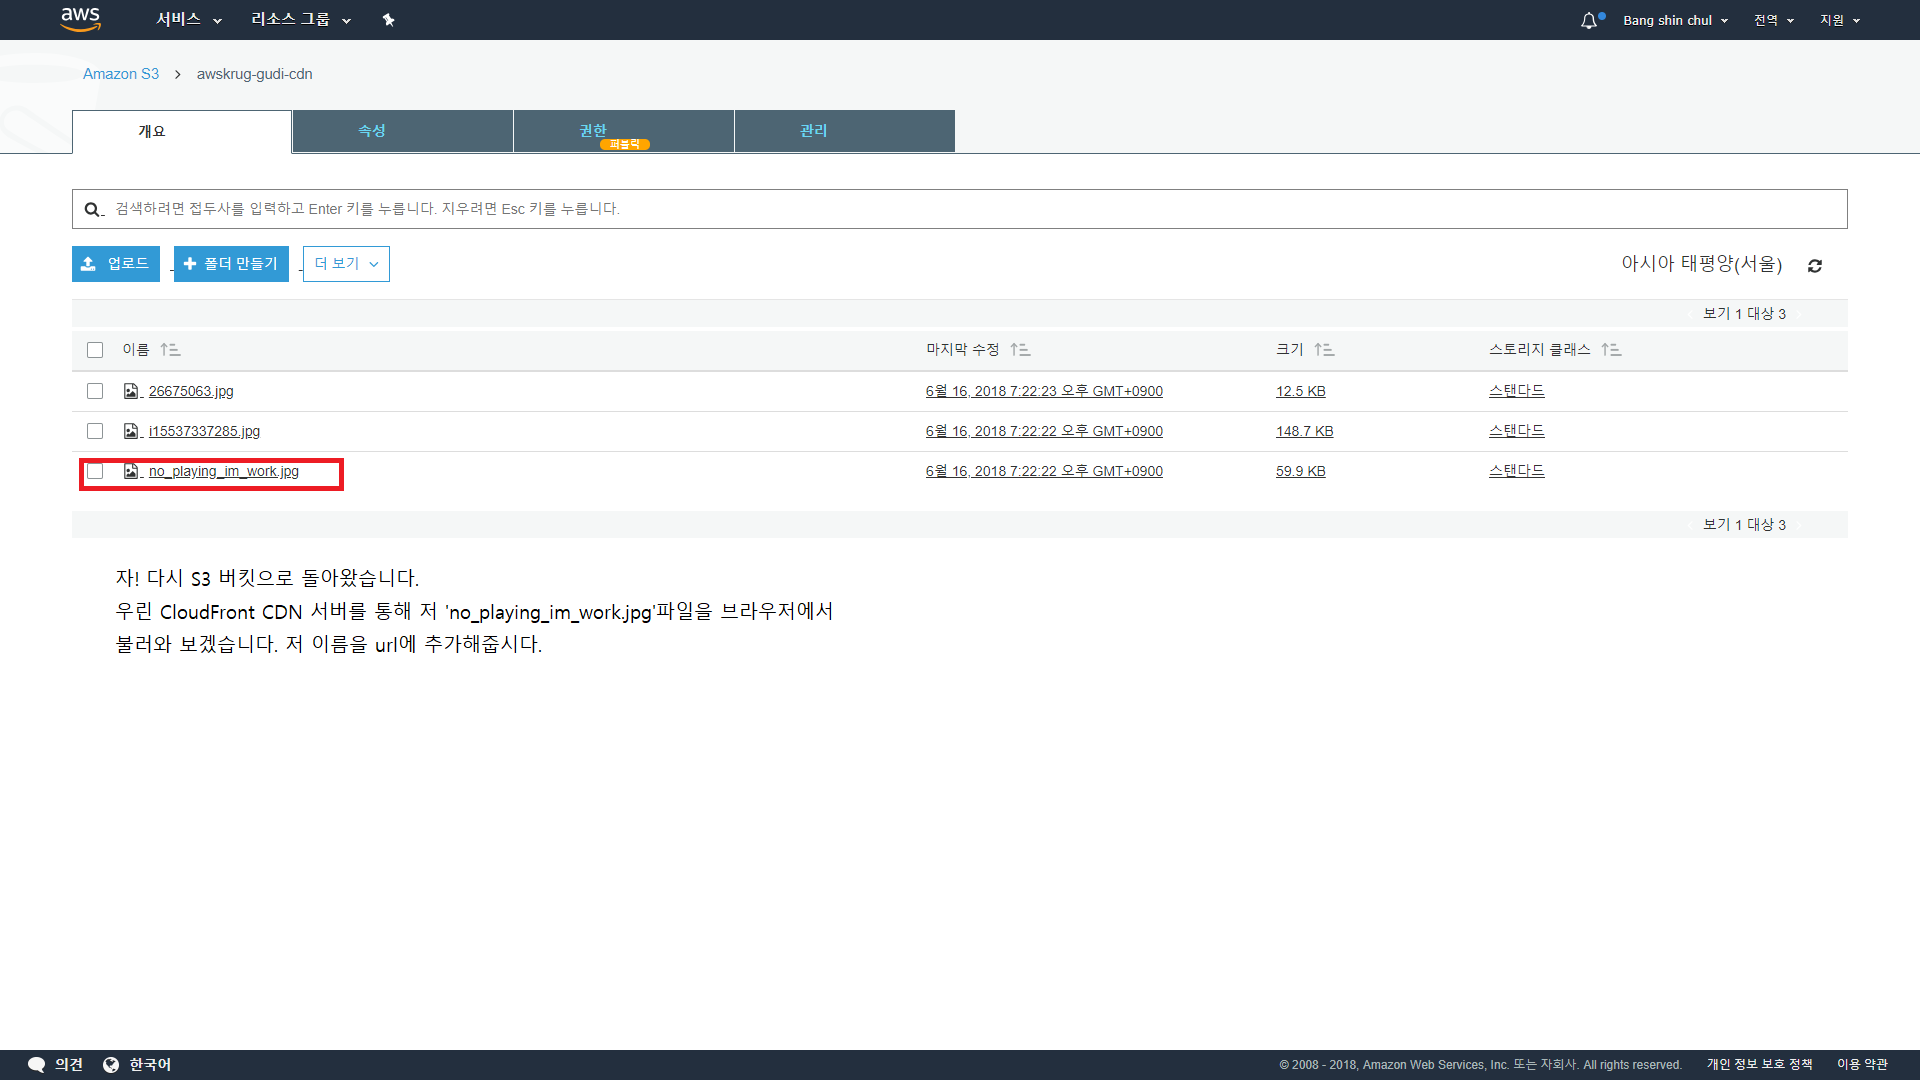 aws 서비스 리소스 그룹 Bang shin chul 전역 지원
Amazon S3 > awskrug-gudi-cdn
개요 속성 권한 관리
퍼블릭
검색하려면 접두사를 입력하고 Enter 키를 누릅니다. 지우려면 Esc 키를 누릅니다.
업로드 + 폴더 만들기 더 보기 아시아 태평양(서울)
보기 1 대상 3
이름 마지막 수정 크기 스토리지 클래스
26675063.jpg 6월 16, 2018 7:22:23 오후 GMT+0900 12.5 KB 스탠다드
i15537337285.jpg 6월 16, 2018 7:22:22 오후 GMT+0900 148.7 KB 스탠다드
no_playing_im_work.jpg 6월 16, 2018 7:22:22 오후 GMT+0900 59.9 KB 스탠다드
보기 1 대상 3
자! 다시 S3 버킷으로 돌아왔습니다.
우린 CloudFront CDN 서버를 통해 저 'no_playing_im_work.jpg'파일을 브라우저에서
불러와 보겠습니다. 저 이름을 url에 추가해줍시다.
의견 한국어 © 2008 - 2018, Amazon Web Services, Inc. 또는 자회사. All rights reserved. 개인 정보 보호 정책 이용 약관